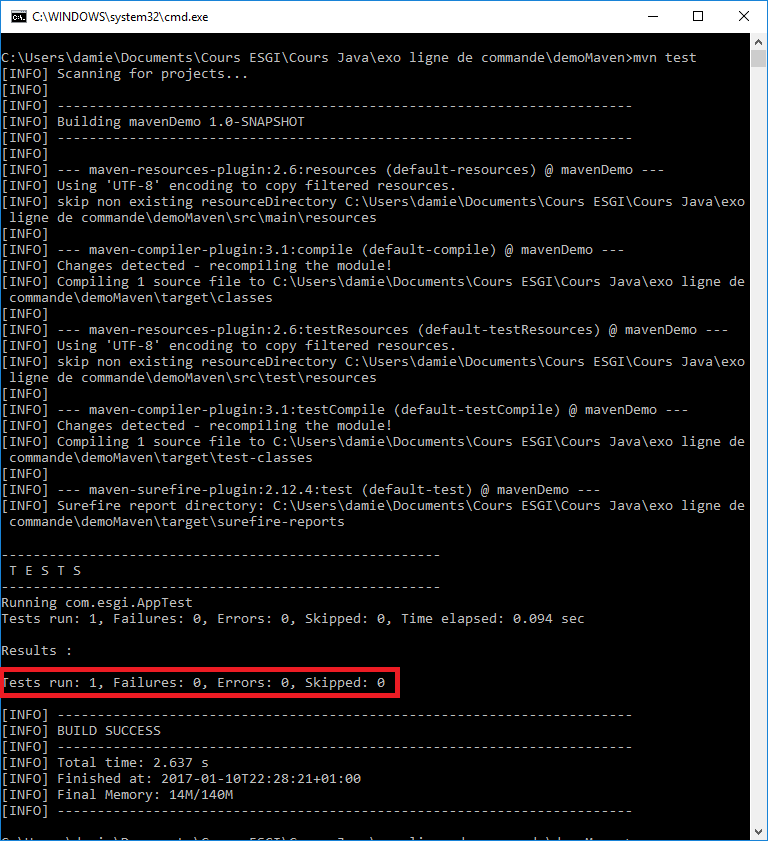 C:\WINDOWS\system32\cmd.exe
C:\Users\damie\Documents\Cours ESGI\Cours Java\exo ligne de commande\demoMaven>mvn test
[INFO] Scanning for projects...
[INFO]
[INFO] ------------------------------------------------------------------------
[INFO] Building mavenDemo 1.0-SNAPSHOT
[INFO] ------------------------------------------------------------------------
[INFO]
[INFO] --- maven-resources-plugin:2.6:resources (default-resources) @ mavenDemo ---
[INFO] Using 'UTF-8' encoding to copy filtered resources.
[INFO] skip non existing resourceDirectory C:\Users\damie\Documents\Cours ESGI\Cours Java\exo
ligne de commande\demoMaven\src\main\resources
[INFO]
[INFO] --- maven-compiler-plugin:3.1:compile (default-compile) @ mavenDemo ---
[INFO] Changes detected - recompiling the module!
[INFO] Compiling 1 source file to C:\Users\damie\Documents\Cours ESGI\Cours Java\exo ligne de
commande\demoMaven\target\classes
[INFO]
[INFO] --- maven-resources-plugin:2.6:testResources (default-testResources) @ mavenDemo ---
[INFO] Using 'UTF-8' encoding to copy filtered resources.
[INFO] skip non existing resourceDirectory C:\Users\damie\Documents\Cours ESGI\Cours Java\exo
ligne de commande\demoMaven\src\test\resources
[INFO]
[INFO] --- maven-compiler-plugin:3.1:testCompile (default-testCompile) @ mavenDemo ---
[INFO] Changes detected - recompiling the module!
[INFO] Compiling 1 source file to C:\Users\damie\Documents\Cours ESGI\Cours Java\exo ligne de
commande\demoMaven\target\test-classes
[INFO]
[INFO] --- maven-surefire-plugin:2.12.4:test (default-test) @ mavenDemo ---
[INFO] Surefire report directory: C:\Users\damie\Documents\Cours ESGI\Cours Java\exo ligne de
commande\demoMaven\target\surefire-reports
-------------------------------------------------------
T E S T S
-------------------------------------------------------
Running com.esgi.AppTest
Tests run: 1, Failures: 0, Errors: 0, Skipped: 0, Time elapsed: 0.094 sec
Results :
Tests run: 1, Failures: 0, Errors: 0, Skipped: 0
[INFO] ------------------------------------------------------------------------
[INFO] BUILD SUCCESS
[INFO] ------------------------------------------------------------------------
[INFO] Total time: 2.637 s
[INFO] Finished at: 2017-01-10T22:28:21+01:00
[INFO] Final Memory: 14M/140M
[INFO] ------------------------------------------------------------------------